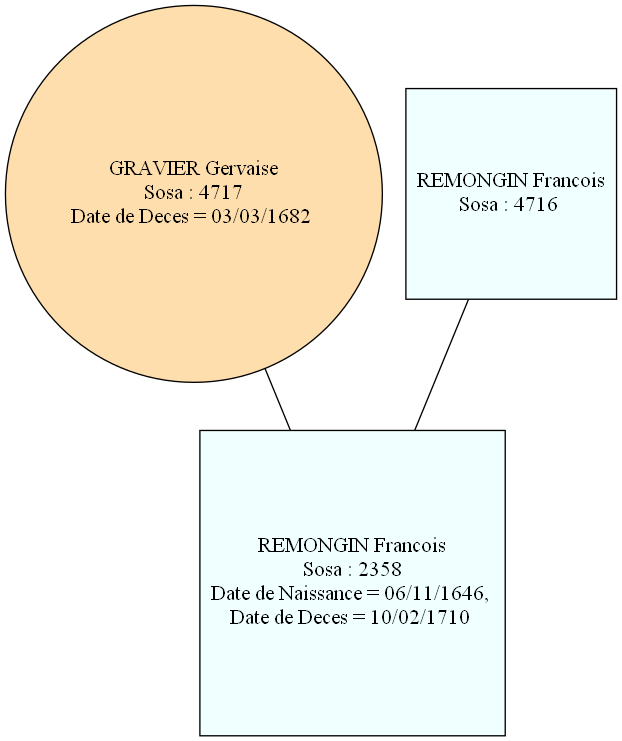 GRAVIER Gervaise
Sosa : 4717
Date de Deces = 03/03/1682
REMONGIN Francois
Sosa : 4716
REMONGIN Francois
Sosa : 2358
Date de Naissance = 06/11/1646,
Date de Deces = 10/02/1710